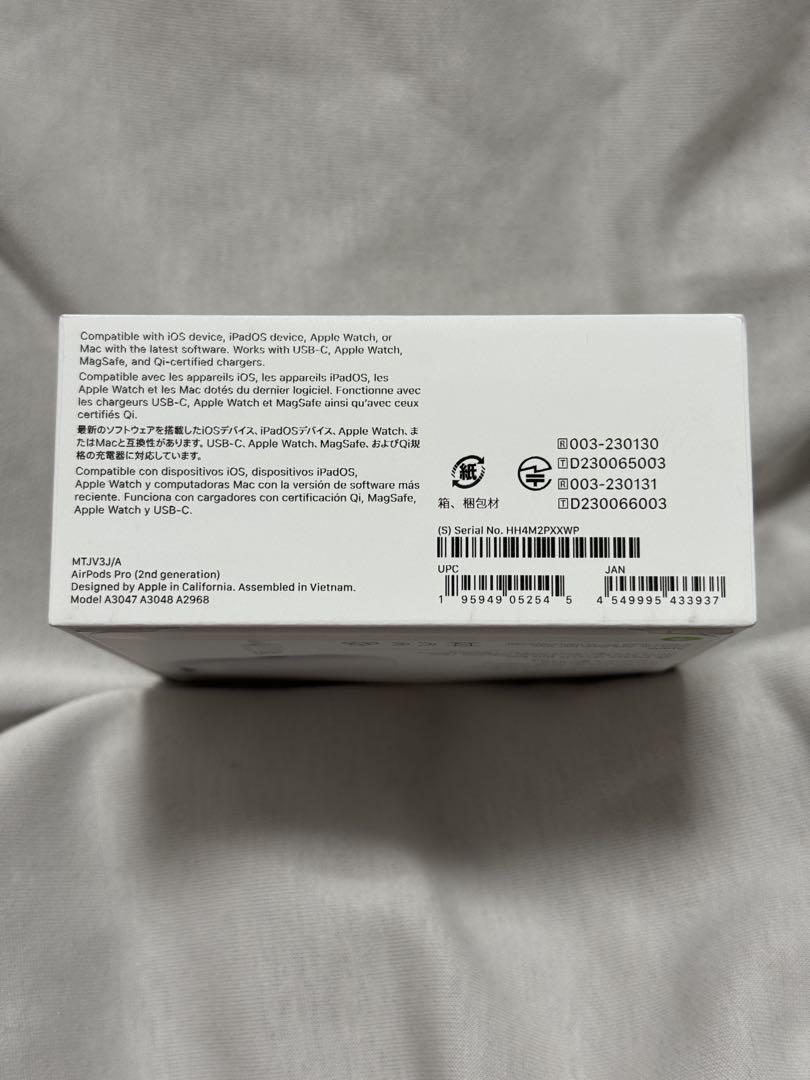 Compatible with iOS device, iPadOS device, Apple Watch, or
Mac with the latest software. Works with USB-C, Apple Watch,
MagSafe, and Qi-certified chargers.
Compatible avec les appareils iOS, les appareils iPadOS, les
Apple Watch et les Mac dotés du dernier logiciel. Fonctionne avec
les chargeurs USB-C, Apple Watch et MagSafe ainsi qu'avec ceux
certifiés Qi.
最新のソフトウェアを搭載したiOSデバイス、iPadOSデバイス、Apple Watch、ま
たはMacと互換性があります。USB-C、Apple Watch、MagSafe、およびQi規
格の充電器に対応しています。
Compatible con dispositivos iOS, dispositivos iPadOS,
Apple Watch y computadoras Mac con la versión de software más
reciente. Funciona con cargadores con certificación Qi, MagSafe,
Apple Watch y USB-C.
MTJV3J/A
AirPods Pro (2nd generation)
Designed by Apple in California. Assembled in Vietnam.
Model A3047 A3048 A2968
紙
箱、梱包材
R 003-230130
T D230065003
R 003-230131
T D230066003
(S) Serial No. HH4M2PXXWP
UPC
1 95949 05254 5
JAN
4 549995 433937